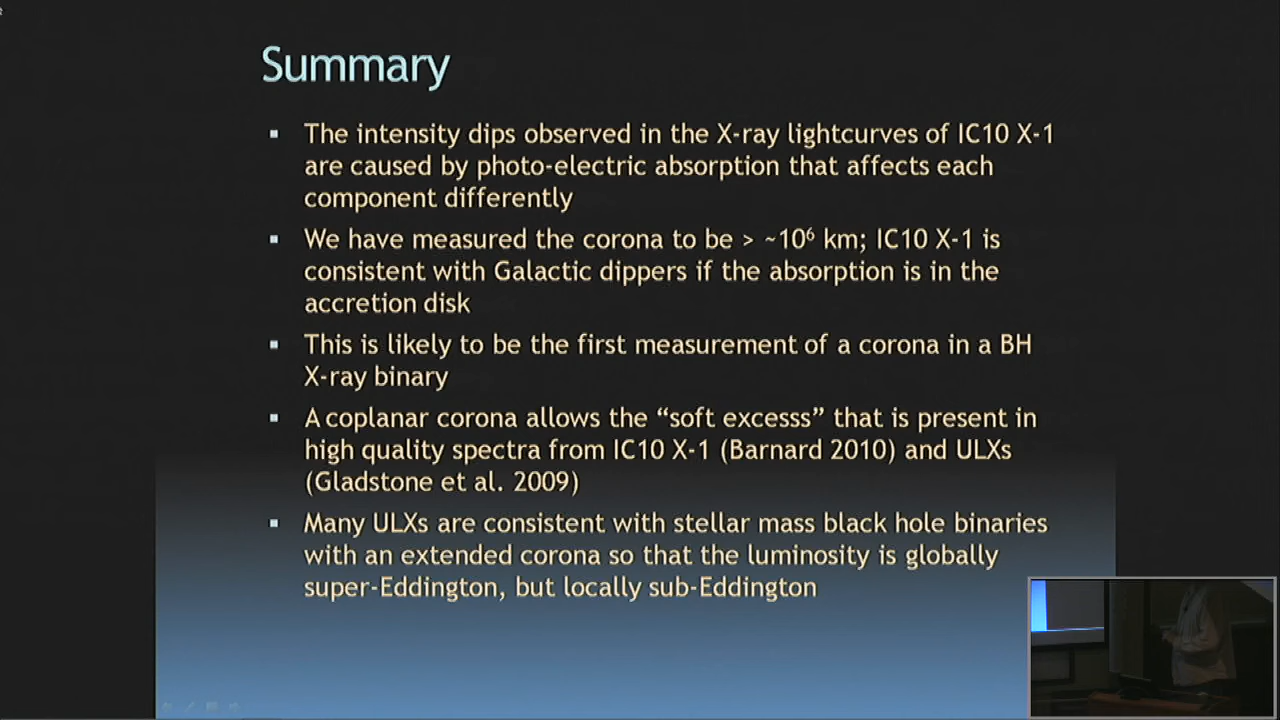 Summary
The intensity dips observed in the X-ray lightcurves of IC10 X-1
are caused by photo-electric absorption that affects each
component differently
We have measured the corona to be > ~10⁶ km; IC10 X-1 is
consistent with Galactic dippers if the absorption is in the
accretion disk
This is likely to be the first measurement of a corona in a BH
X-ray binary
A coplanar corona allows the “soft excesss” that is present in
high quality spectra from IC10 X-1 (Barnard 2010) and ULXs
(Gladstone et al. 2009)
Many ULXs are consistent with stellar mass black hole binaries
with an extended corona so that the luminosity is globally
super-Eddington, but locally sub-Eddington